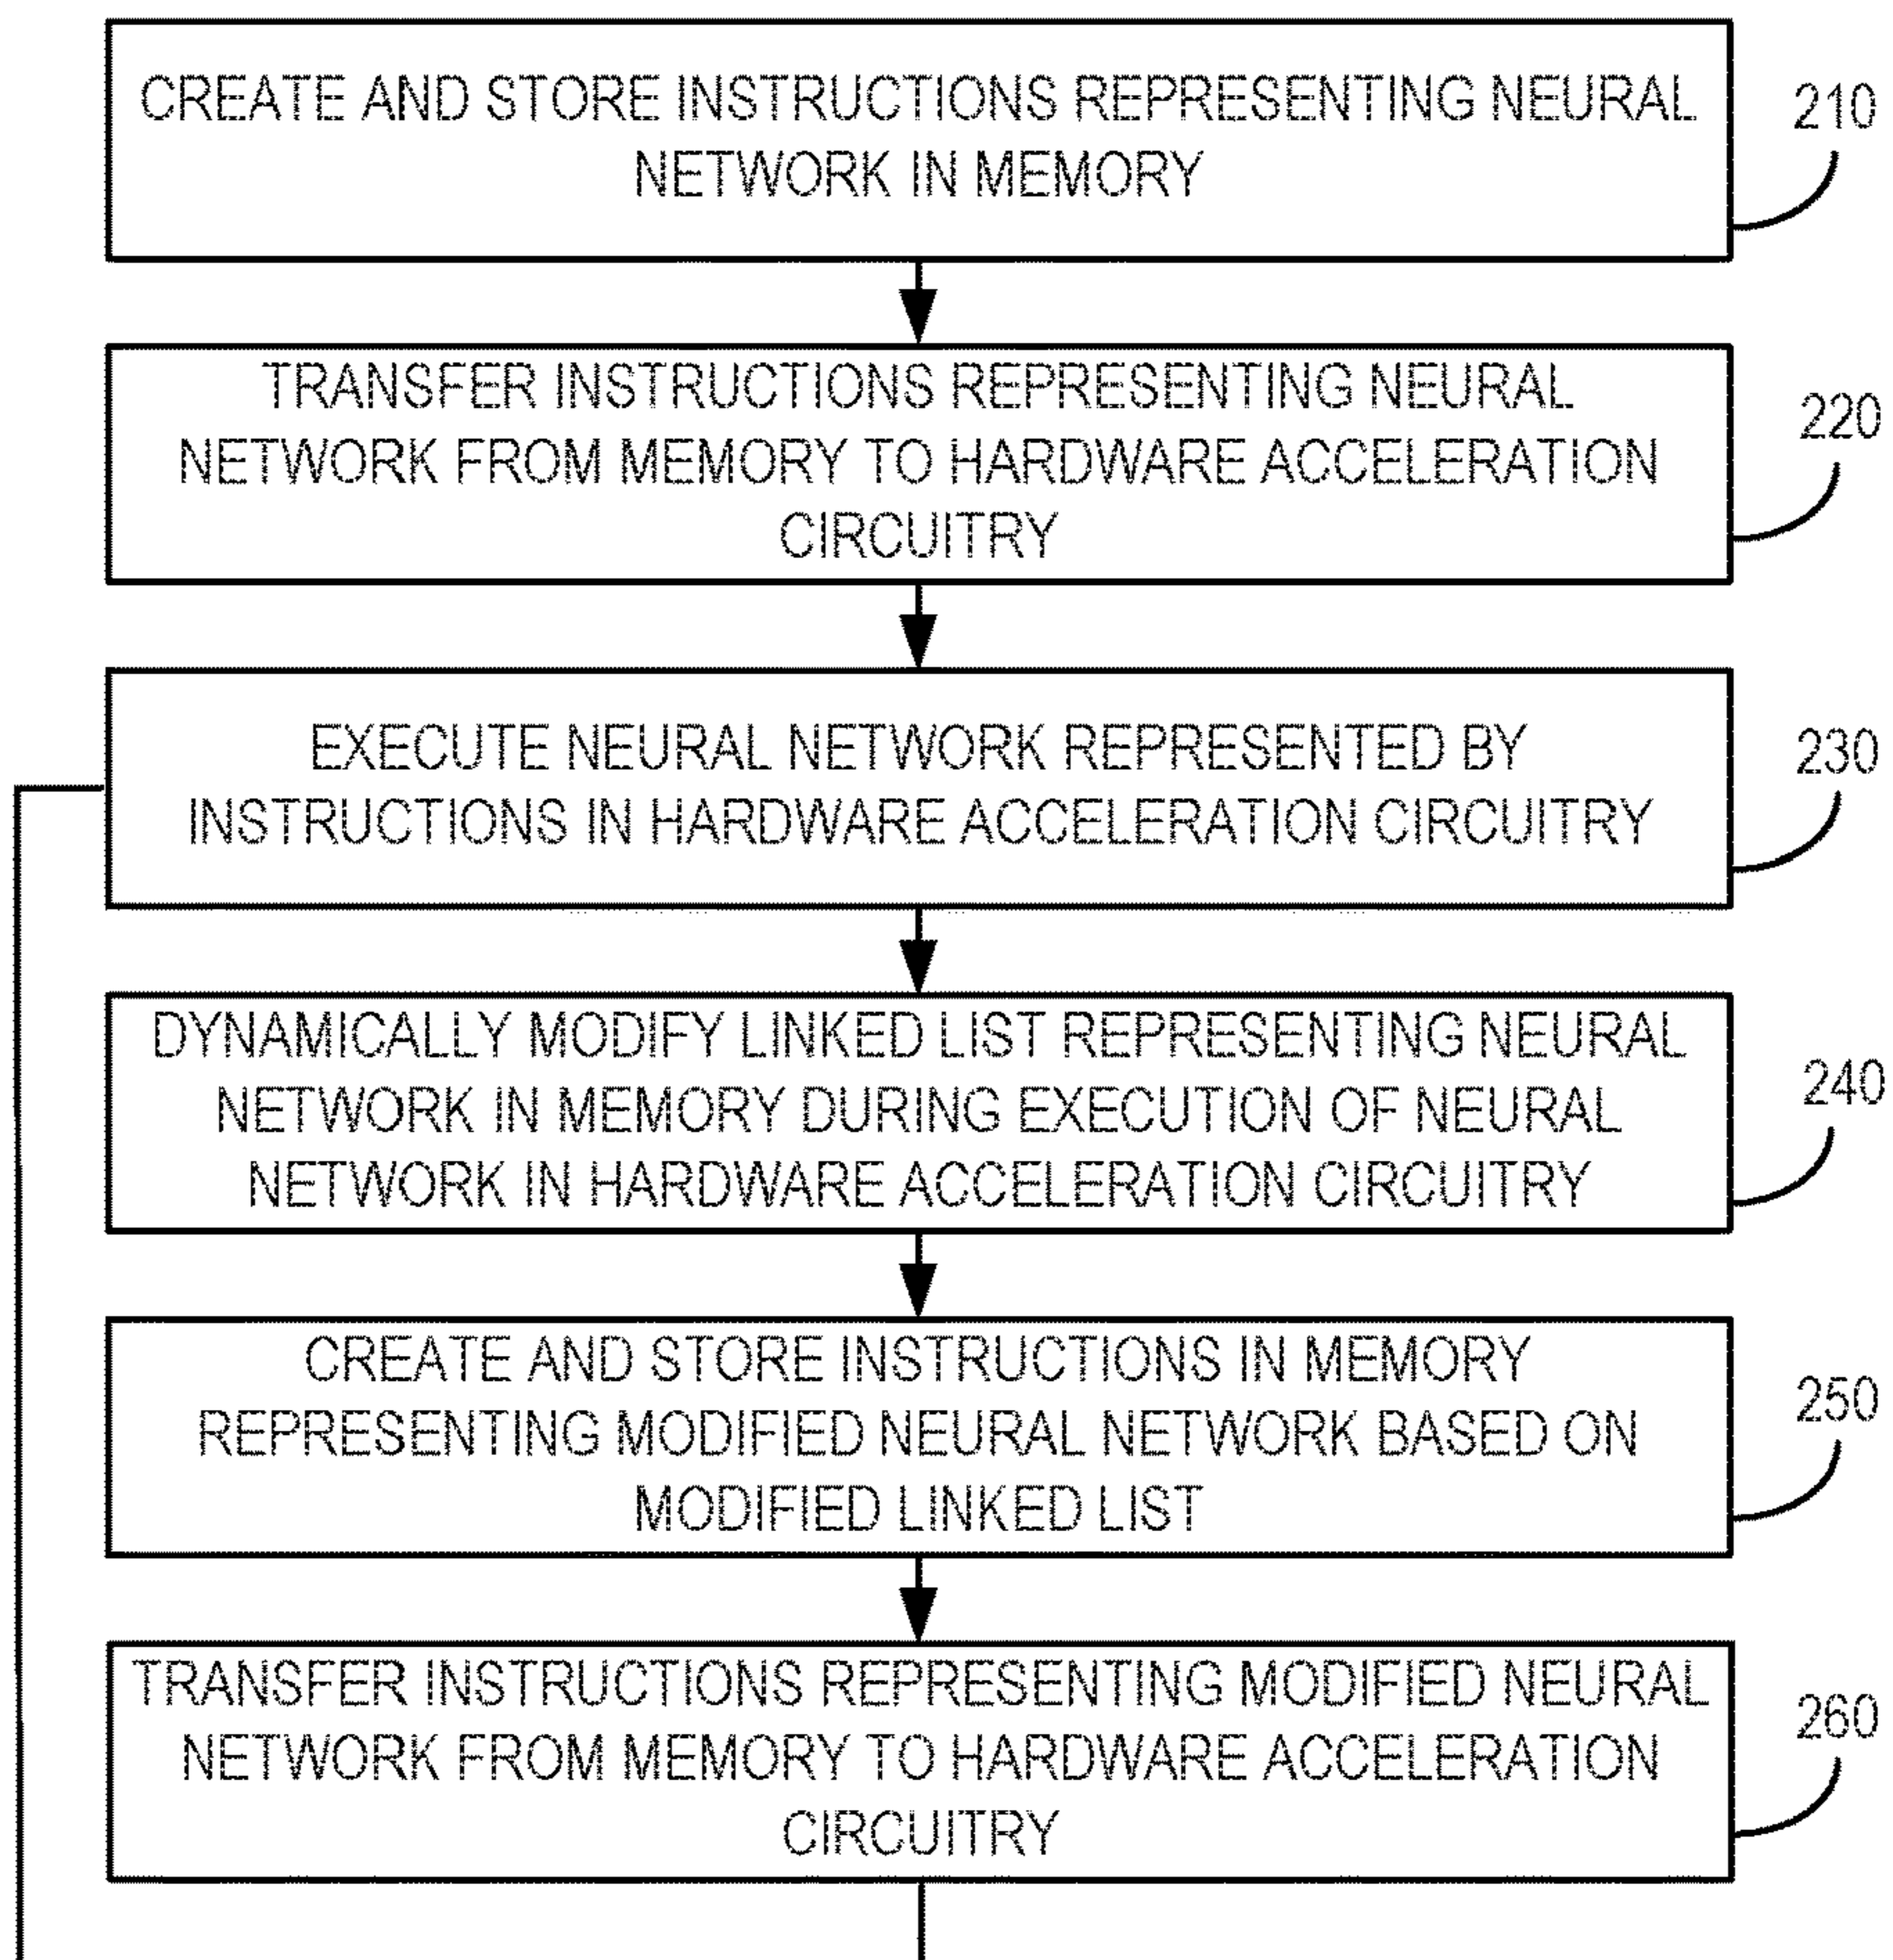 CREATE AND STORE INSTRUCTIONS REPRESENTING NEURAL
NETWORK IN MEMORY
210
TRANSFER INSTRUCTIONS REPRESENTING NEURAL
NETWORK FROM MEMORY TO HARDWARE ACCELERATION
CIRCUITRY
220
EXECUTE NEURAL NETWORK REPRESENTED BY
INSTRUCTIONS IN HARDWARE ACCELERATION CIRCUITRY
230
DYNAMICALLY MODIFY LINKED LIST REPRESENTING NEURAL
NETWORK IN MEMORY DURING EXECUTION OF NEURAL
NETWORK IN HARDWARE ACCELERATION CIRCUITRY
240
CREATE AND STORE INSTRUCTIONS IN MEMORY
REPRESENTING MODIFIED NEURAL NETWORK BASED ON
MODIFIED LINKED LIST
250
TRANSFER INSTRUCTIONS REPRESENTING MODIFIED NEURAL
NETWORK FROM MEMORY TO HARDWARE ACCELERATION
CIRCUITRY
260